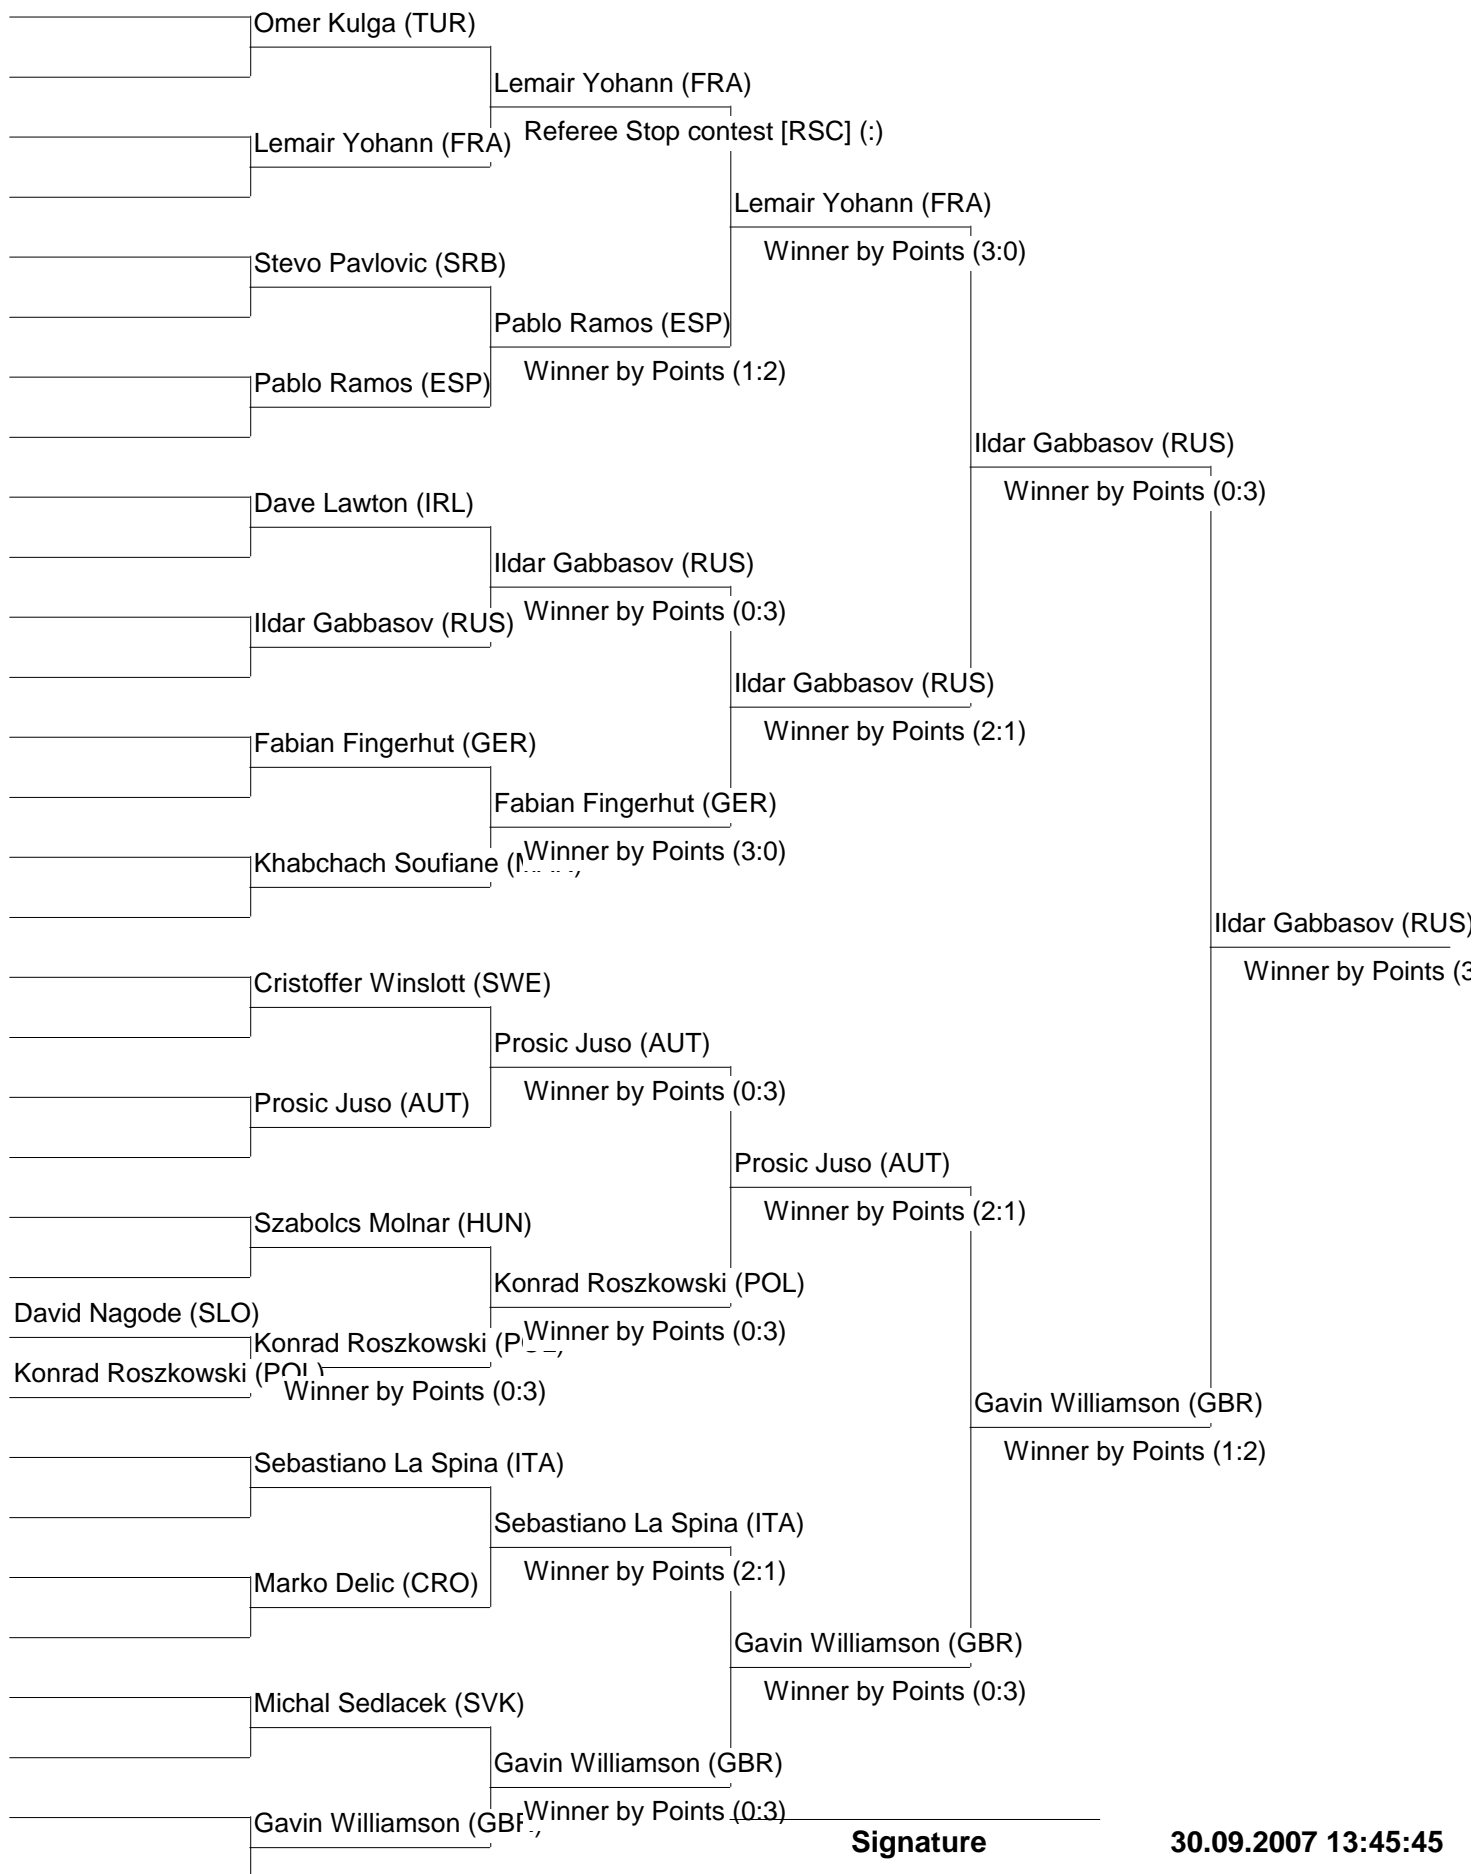 Omer Kulga (TUR)
Lemair Yohann (FRA)
Lemair Yohann (FRA)
Referee Stop contest [RSC] (:)
Lemair Yohann (FRA)
Winner by Points (3:0)
Stevo Pavlovic (SRB)
Pablo Ramos (ESP)
Pablo Ramos (ESP)
Winner by Points (1:2)
Ildar Gabbasov (RUS)
Winner by Points (0:3)
Dave Lawton (IRL)
Ildar Gabbasov (RUS)
Ildar Gabbasov (RUS)
Winner by Points (0:3)
Ildar Gabbasov (RUS)
Winner by Points (2:1)
Fabian Fingerhut (GER)
Fabian Fingerhut (GER)
Khabchach Soufiane
Winner by Points (3:0)
Ildar Gabbasov (RUS)
Winner by Points (3
Cristoffer Winslott (SWE)
Prosic Juso (AUT)
Prosic Juso (AUT)
Winner by Points (0:3)
Prosic Juso (AUT)
Winner by Points (2:1)
Szabolcs Molnar (HUN)
Konrad Roszkowski (POL)
David Nagode (SLO)
Konrad Roszkowski
Winner by Points (0:3)
Konrad Roszkowski (POL)
Winner by Points (0:3)
Gavin Williamson (GBR)
Winner by Points (1:2)
Sebastiano La Spina (ITA)
Sebastiano La Spina (ITA)
Marko Delic (CRO)
Winner by Points (2:1)
Gavin Williamson (GBR)
Winner by Points (0:3)
Michal Sedlacek (SVK)
Gavin Williamson (GBR)
Gavin Williamson (GBR)
Winner by Points (0:3)
Signature
30.09.2007 13:45:45